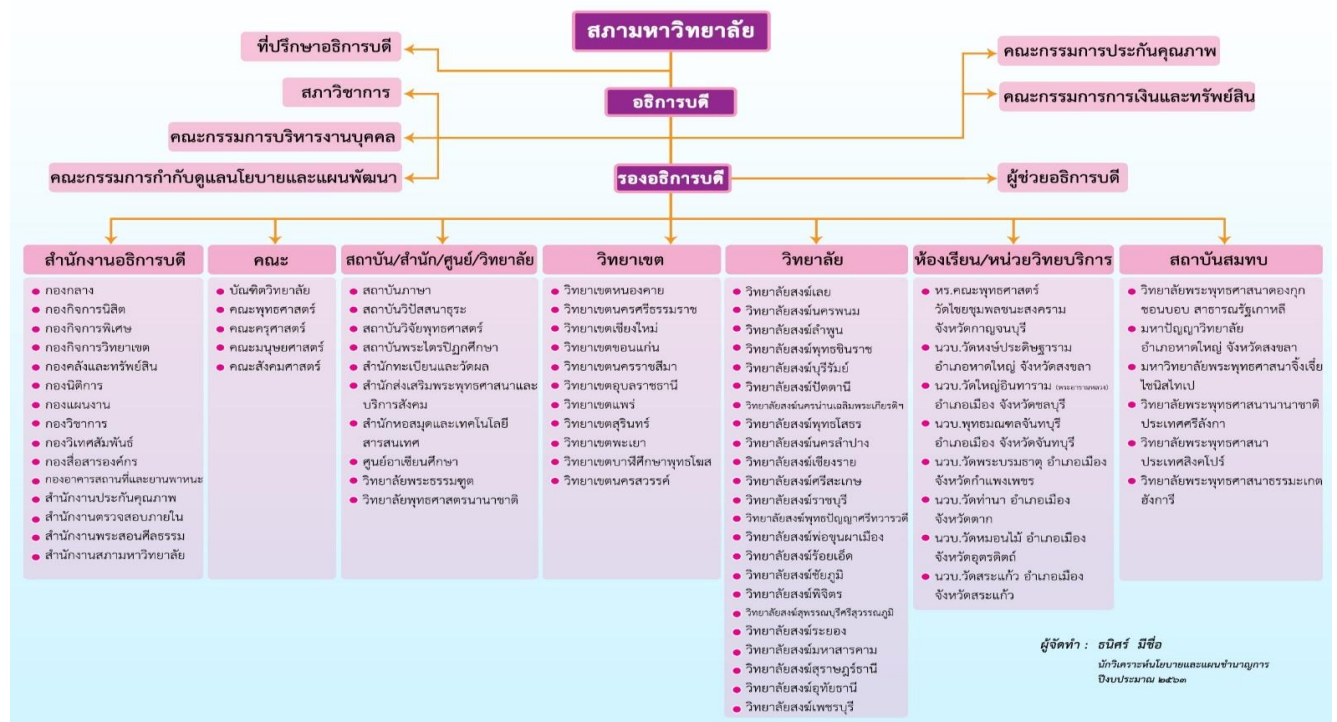 สภามหาวิทยาลัย
ที่ปรึกษาอธิการบดี
คณะกรรมการประกันคุณภาพ
สภาวิชาการ
อธิการบดี
คณะกรรมการการเงินและทรัพย์สิน
คณะกรรมการบริหารงานบุคคล
คณะกรรมการกำกับดูแลนโยบายและแผนพัฒนา
รองอธิการบดี
ผู้ช่วยอธิการบดี
สำนักงานอธิการบดี
กองกลาง
กองกิจการนิสิต
กองกิจการพิเศษ
กองกิจการวิทยาเขต
กองคลังและทรัพย์สิน
กองนิติการ
กองแผนงาน
กองวิชาการ
กองวิเทศสัมพันธ์
กองสื่อสารองค์กร
กองอาคารสถานที่และยานพาหนะ
สำนักงานประกันคุณภาพ
สำนักงานตรวจสอบภายใน
สำนักงานพระสอนศีลธรรม
สำนักงานสภามหาวิทยาลัย
คณะ
บัณฑิตวิทยาลัย
คณะพุทธศาสตร์
คณะครุศาสตร์
คณะมนุษยศาสตร์
คณะสังคมศาสตร์
สถาบัน/สำนัก/ศูนย์/วิทยาลัย
สถาบันภาษา
สถาบันวิปัสสนาธุระ
สถาบันวิจัยพุทธศาสตร์
สถาบันพระไตรปิฎกศึกษา
สำนักทะเบียนและวัดผล
สำนักส่งเสริมพระพุทธศาสนาและ
บริการสังคม
สำนักหอสมุดและเทคโนโลยี
สารสนเทศ
ศูนย์อาเซียนศึกษา
วิทยาลัยพระธรรมทูต
วิทยาลัยพุทธศาสตร์นานาชาติ
วิทยาเขต
วิทยาเขตหนองคาย
วิทยาเขตนครศรีธรรมราช
วิทยาเขตเชียงใหม่
วิทยาเขตขอนแก่น
วิทยาเขตนครราชสีมา
วิทยาเขตอุบลราชธานี
วิทยาเขตแพร่
วิทยาเขตสุรินทร์
วิทยาเขตพะเยา
วิทยาเขตบาฬีศึกษาพุทธโฆส
วิทยาเขตนครสวรรค์
วิทยาลัย
วิทยาลัยสงฆ์เลย
วิทยาลัยสงฆ์นครพนม
วิทยาลัยสงฆ์ลำพูน
วิทยาลัยสงฆ์พุทธชินราช
วิทยาลัยสงฆ์บุรีรัมย์
วิทยาลัยสงฆ์ปัตตานี
วิทยาลัยสงฆ์นครน่านเฉลิมพระเกียรติฯ
วิทยาลัยสงฆ์พุทธโสธร
วิทยาลัยสงฆ์นครลำปาง
วิทยาลัยสงฆ์เชียงราย
วิทยาลัยสงฆ์ศรีสะเกษ
วิทยาลัยสงฆ์ราชบุรี
วิทยาลัยสงฆ์พุทธปัญญาศรีทวารวดี
วิทยาลัยสงฆ์พ่อขุนผาเมือง
วิทยาลัยสงฆ์ร้อยเอ็ด
วิทยาลัยสงฆ์ชัยภูมิ
วิทยาลัยสงฆ์พิจิตร
วิทยาลัยสงฆ์สุพรรณบุรีศรีสุวรรณภูมิ
วิทยาลัยสงฆ์ระยอง
วิทยาลัยสงฆ์มหาสารคาม
วิทยาลัยสงฆ์สุราษฎร์ธานี
วิทยาลัยสงฆ์อุทัยธานี
วิทยาลัยสงฆ์เพชรบุรี
ห้องเรียน/หน่วยวิทยบริการ
หร.คณะพุทธศาสตร์
วัดไชยชุมพลชนะสงคราม
จังหวัดกาญจนบุรี
นวบ.วัดหงษ์ประดิษฐาราม
อำเภอหาดใหญ่ จังหวัดสงขลา
นวบ.วัดใหญ่อินทาราม (พระอารามหลวง)
อำเภอเมือง จังหวัดชลบุรี
นวบ.พุทธมณฑลจันทบุรี
อำเภอเมือง จังหวัดจันทบุรี
นวบ.วัดพระบรมธาตุ อำเภอเมือง
จังหวัดกำแพงเพชร
นวบ.วัดท่านา อำเภอเมือง
จังหวัดตาก
นวบ.วัดหมอนไม้ อำเภอเมือง
จังหวัดอุตรดิตถ์
นวบ.วัดสระแก้ว อำเภอเมือง
จังหวัดสระแก้ว
สถาบันสมทบ
วิทยาลัยพระพุทธศาสนาดองกุก
ชอนบอบ สาธารณรัฐเกาหลี
มหาปัญญาวิทยาลัย
อำเภอหาดใหญ่ จังหวัดสงขลา
มหาวิทยาลัยพระพุทธศาสนาจิ้งเจี๋ย
ไชนิสไทเป
วิทยาลัยพระพุทธศาสนานานาชาติ
ประเทศศรีลังกา
วิทยาลัยพระพุทธศาสนา
ประเทศสิงคโปร์
วิทยาลัยพระพุทธศาสนาธรรมะเกต
ฮังการี
ผู้จัดทำ : ธนิศร์ มีชื่อ
นักวิเคราะห์นโยบายและแผนชำนาญการ
ปีงบประมาณ ๒๕๖๓